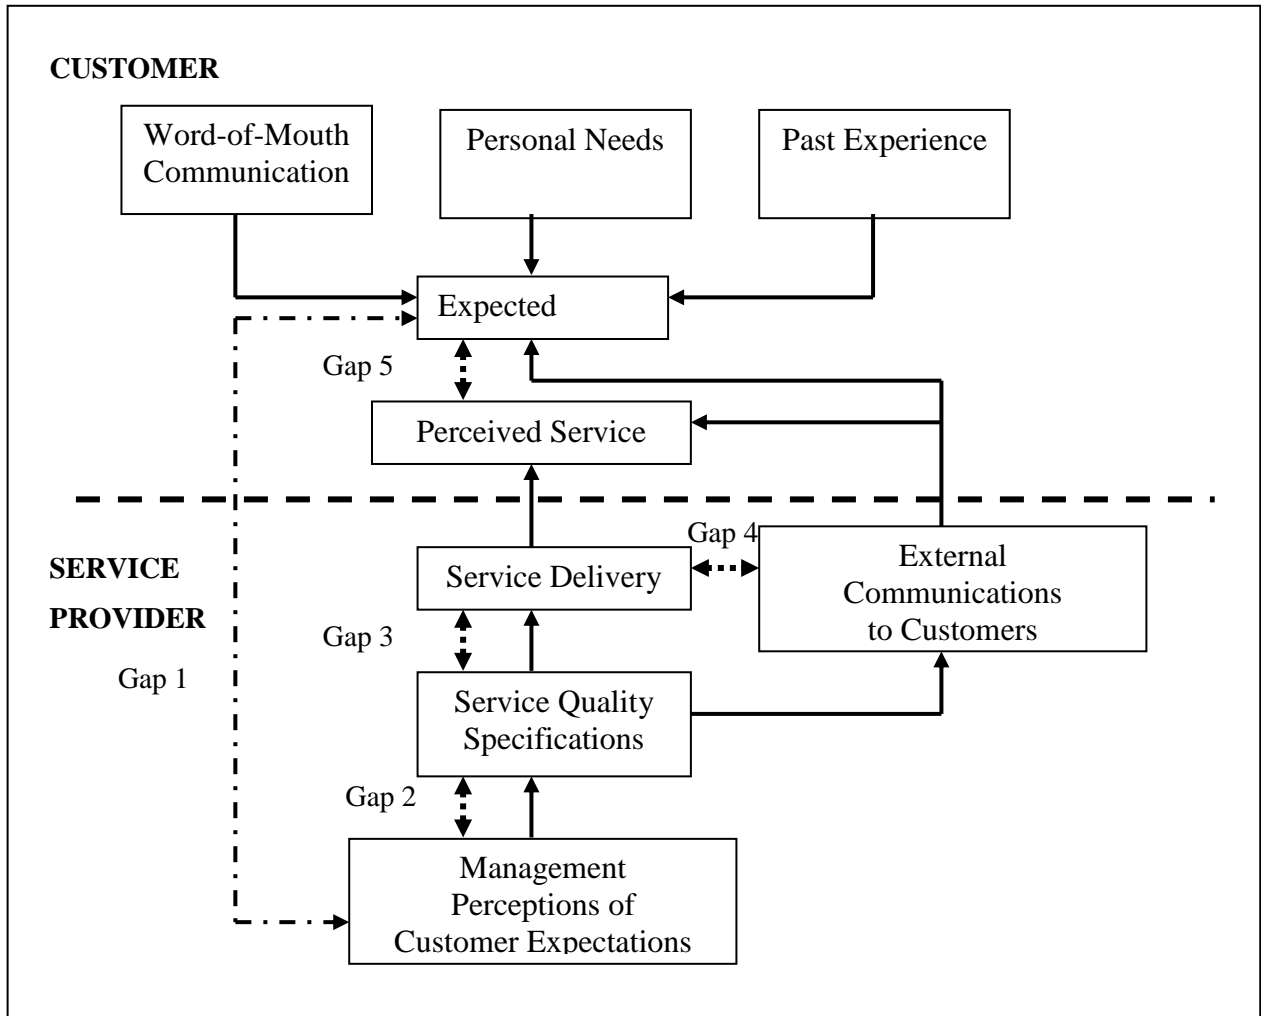 CUSTOMER
Word-of-Mouth
Communication
Personal Needs
Past Experience
Expected
Gap 5
Perceived Service
Gap 4
SERVICE
PROVIDER
Service Delivery
External
Communications
to Customers
Gap 3
Gap 1
Service Quality
Specifications
Gap 2
Management
Perceptions of
Customer Expectations